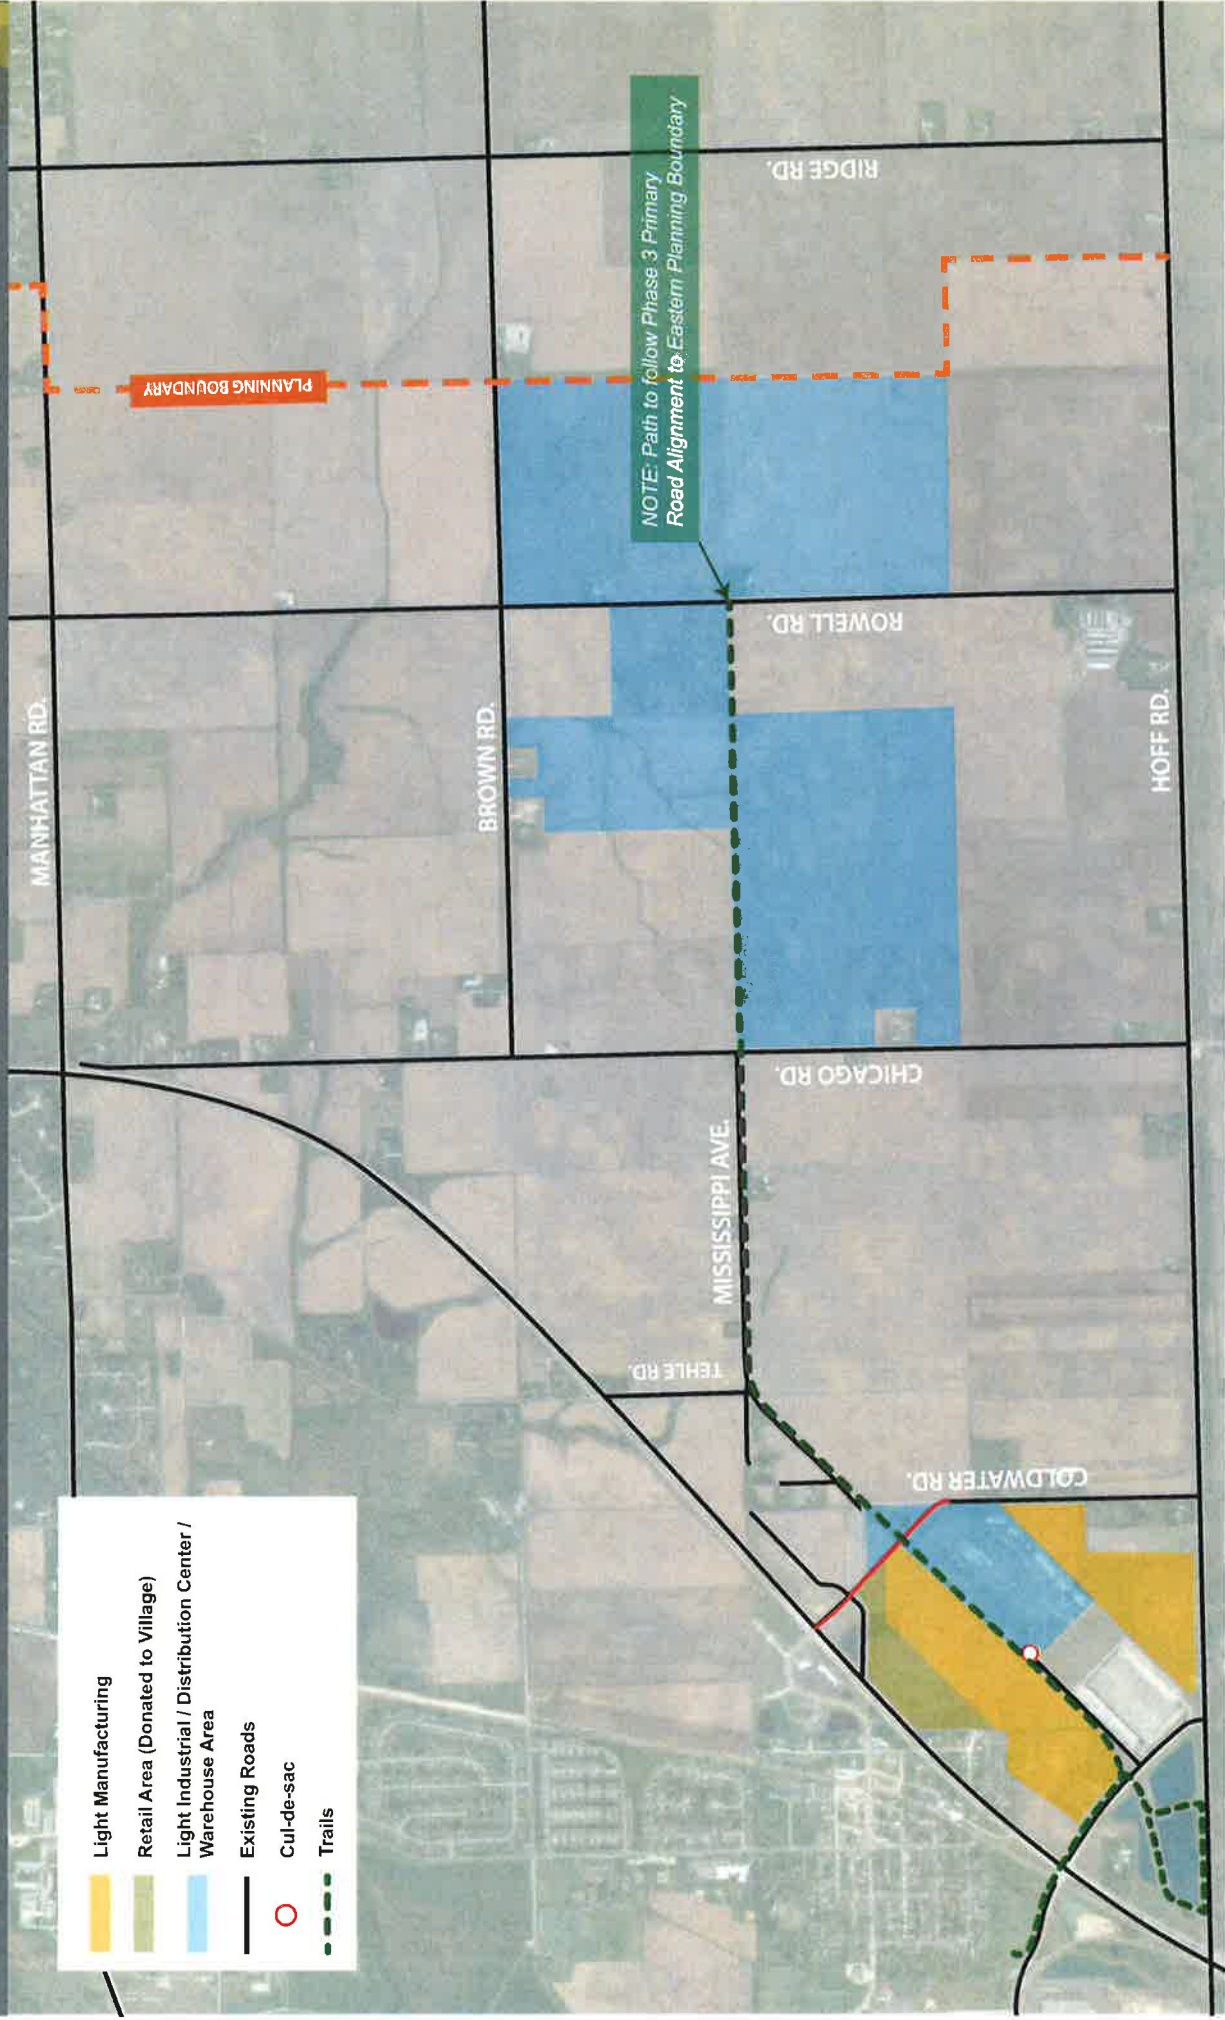 Light Manufacturing
Retail Area (Donated to Village)
Light Industrial / Distribution Center /
Warehouse Area
Existing Roads
Cul-de-sac
Trails
MANHATTAN RD.
BROWN RD.
MISSISSIPPI AVE.
HOFF RD.
TEHLE RD.
COLDWATER RD.
CHICAGO RD.
ROWELL RD.
RIDGE RD.
PLANNING BOUNDARY
NOTE: Path to follow Phase 3 Primary
Road Alignment to Eastern Planning Boundary